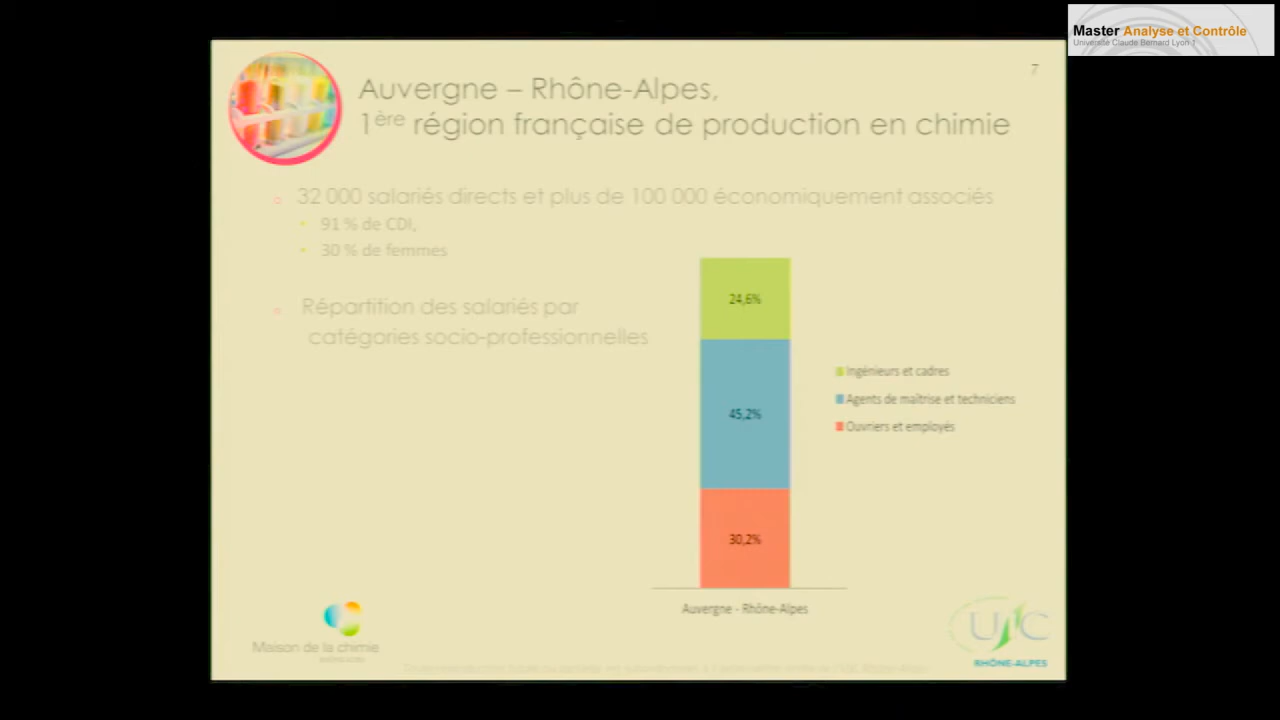 Master Analyse et Contrôle
Université Claude Bernard Lyon 1
7
Auvergne – Rhône-Alpes,
1ère région française de production en chimie
32 000 salariés directs et plus de 100 000 économiquement associés
91 % de CDI,
30 % de femmes
Répartition des salariés par
catégories socio-professionnelles
24,6%
45,2%
30,2%
Ingénieurs et cadres
Agents de maîtrise et techniciens
Ouvriers et employés
Auvergne - Rhône-Alpes
Maison de la chimie
UIC
RHÔNE-ALPES